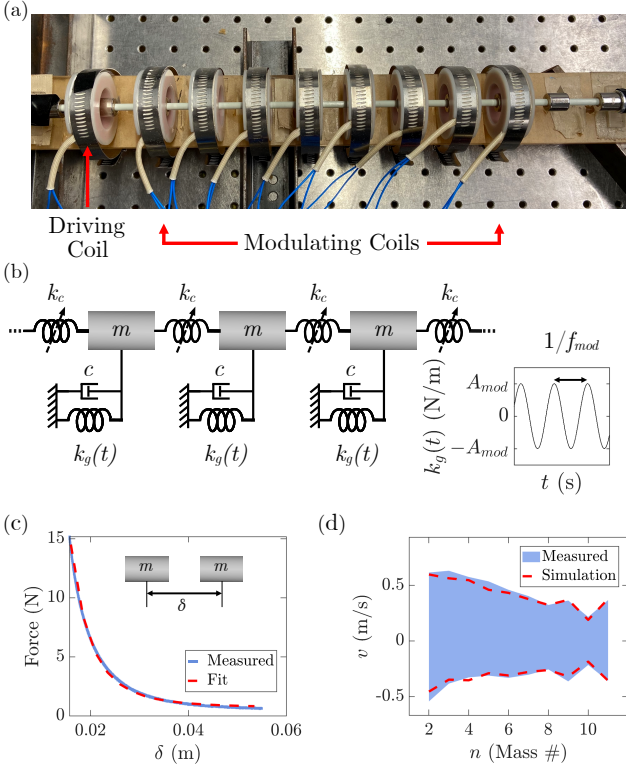 (a)
Driving
Coil
Modulating Coils
(b)
k_c k_c k_c k_c
m m m
c c c
k_g(t) k_g(t) k_g(t)
1/f_mod
k_g(t) (N/m)
A_mod
0
−A_mod
t (s)
(c)
Force (N)
15
10
5
0
m m
δ
Measured
Fit
0.02 0.04 0.06
δ (m)
(d)
v (m/s)
0.5
0
-0.5
Measured
Simulation
2 4 6 8 10
n (Mass #)